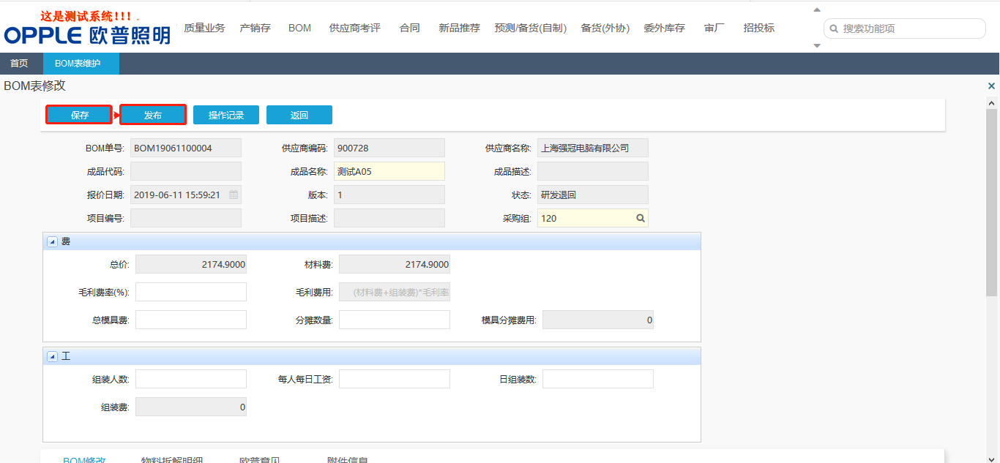 这是测试系统!!!
OPPLE 欧普照明
质量业务 产销存 BOM 供应商考评 合同 新品推荐 预测/备货(自制) 备货(外协) 委外库存 审厂 招投标
搜索功能项
首页 BOM表维护
BOM表修改
保存 发布 操作记录 返回
BOM单号: BOM19061100004 供应商编码: 900728 供应商名称: 上海强冠电脑有限公司
成品代码: 成品名称: 测试A05 成品描述:
报价日期: 2019-06-11 15:59:21 版本: 1 状态: 研发退回
项目编号: 项目描述: 采购组: 120
费
总价: 2174.9000 材料费: 2174.9000
毛利费率(%): 毛利费用: (材料费+组装费)*毛利率
总模具费: 分摊数量: 模具分摊费用: 0
工
组装人数: 每人每日工资: 日组装数:
组装费: 0
BOM修改 物料拆解明细 欧普意见 附件信息